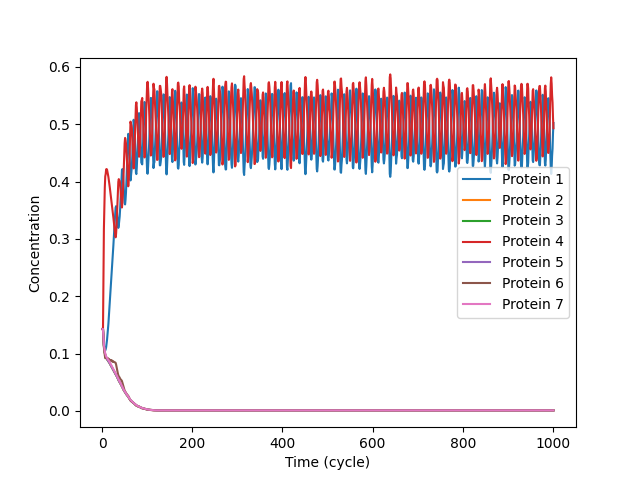 0.6
0.5
0.4
0.3
0.2
0.1
0.0
Concentration
Protein 1
Protein 2
Protein 3
Protein 4
Protein 5
Protein 6
Protein 7
0 200 400 600 800 1000
Time (cycle)